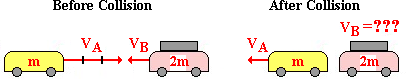 Before Collision
After Collision
V_A
V_B
V_B = ???
V_A
m
2m
m
2m